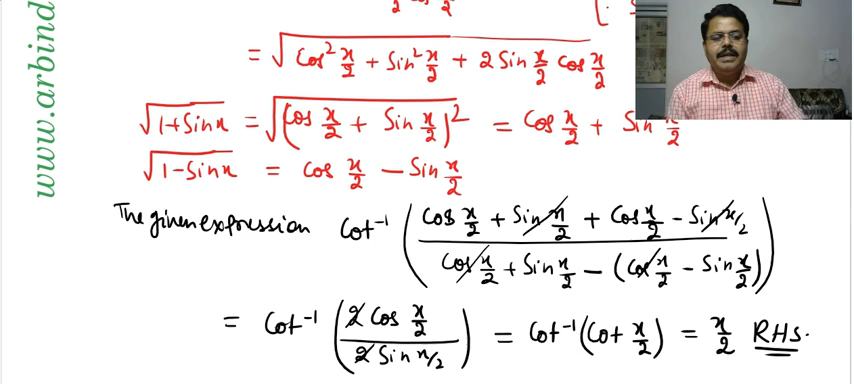 www.arbind
= √(Cos² x/2 + Sin² x/2 + 2 Sin x/2 Cos x/2)
√(1+Sinx) = √((Cos x/2 + Sin x/2)²) = Cos x/2 + Sin x/2
√(1-Sinx) = Cos x/2 - Sin x/2
The given expression Cot⁻¹ ((Cos x/2 + Sin x/2 + Cos x/2 - Sin x/2) / (Cos x/2 + Sin x/2 - (Cos x/2 - Sin x/2)))
= Cot⁻¹ (2 Cos x/2 / 2 Sin x/2) = Cot⁻¹ (Cot x/2) = x/2 RHS.